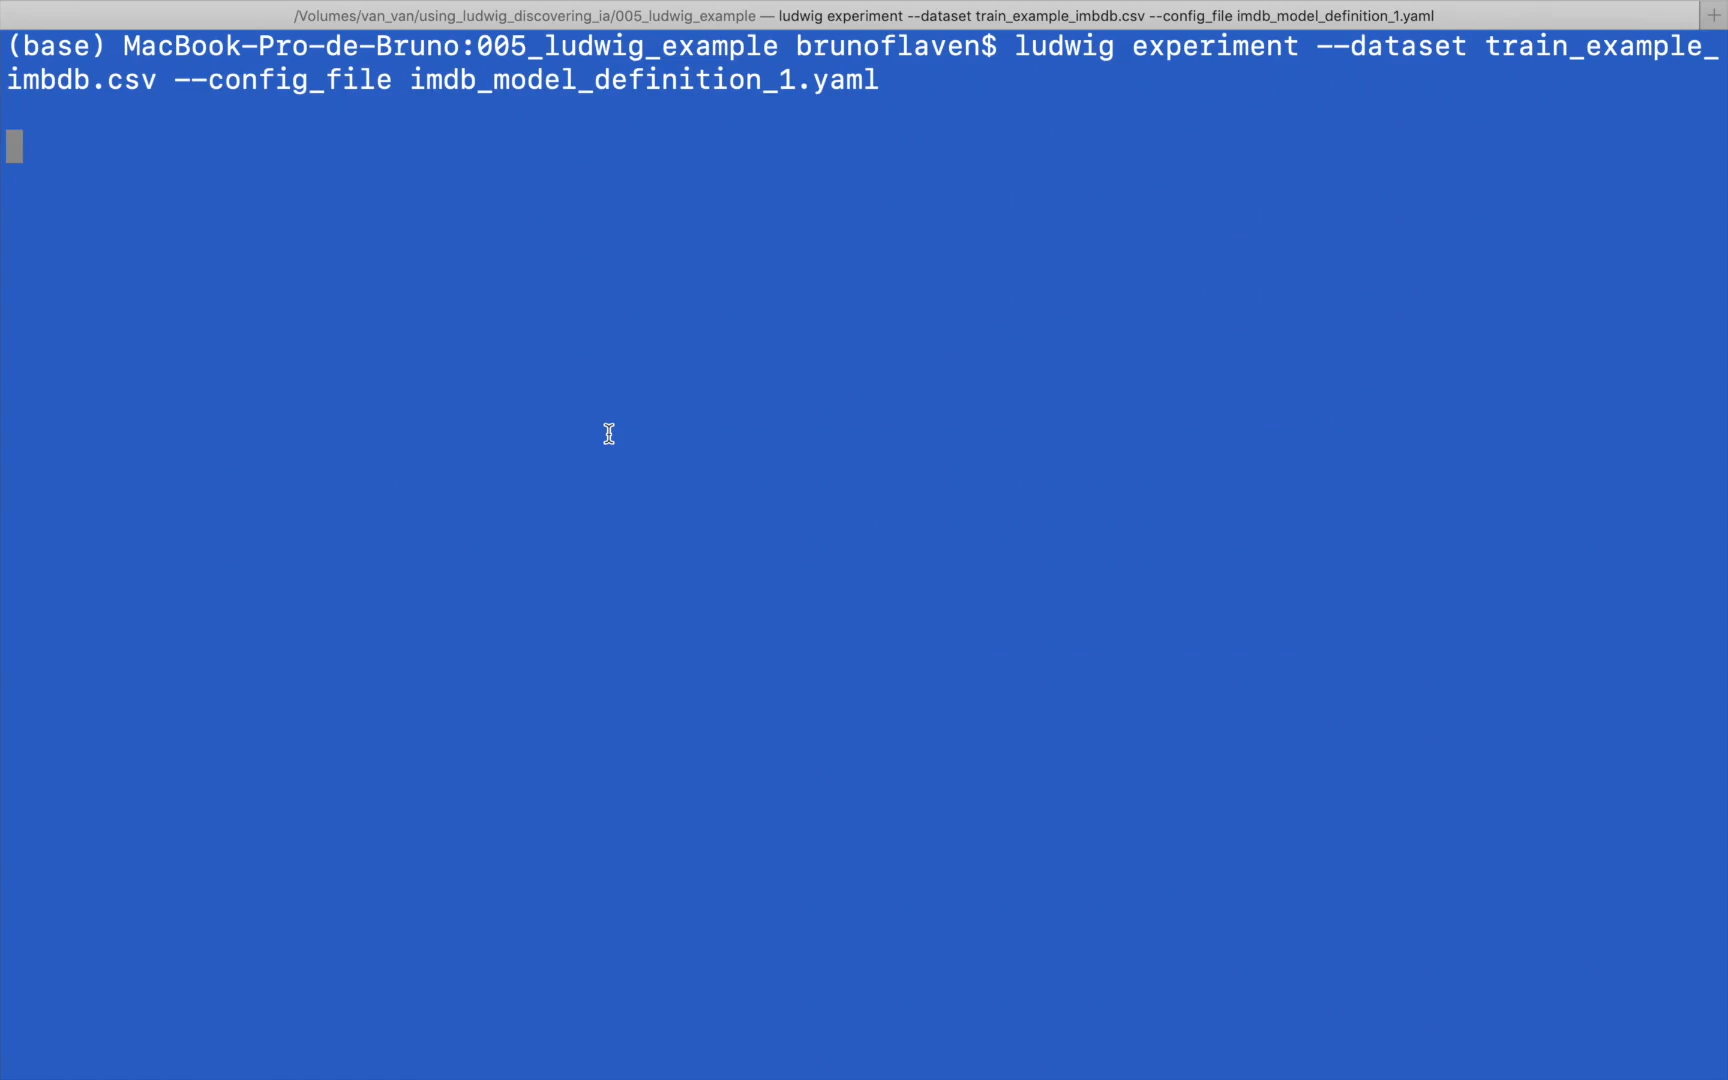 /Volumes/van_van/using_ludwig_discovering_ia/005_ludwig_example — ludwig experiment --dataset train_example_imbdb.csv --config_file imdb_model_definition_1.yaml +
(base) MacBook-Pro-de-Bruno:005_ludwig_example brunoflaven$ ludwig experiment --dataset train_example_
imbdb.csv --config_file imdb_model_definition_1.yaml